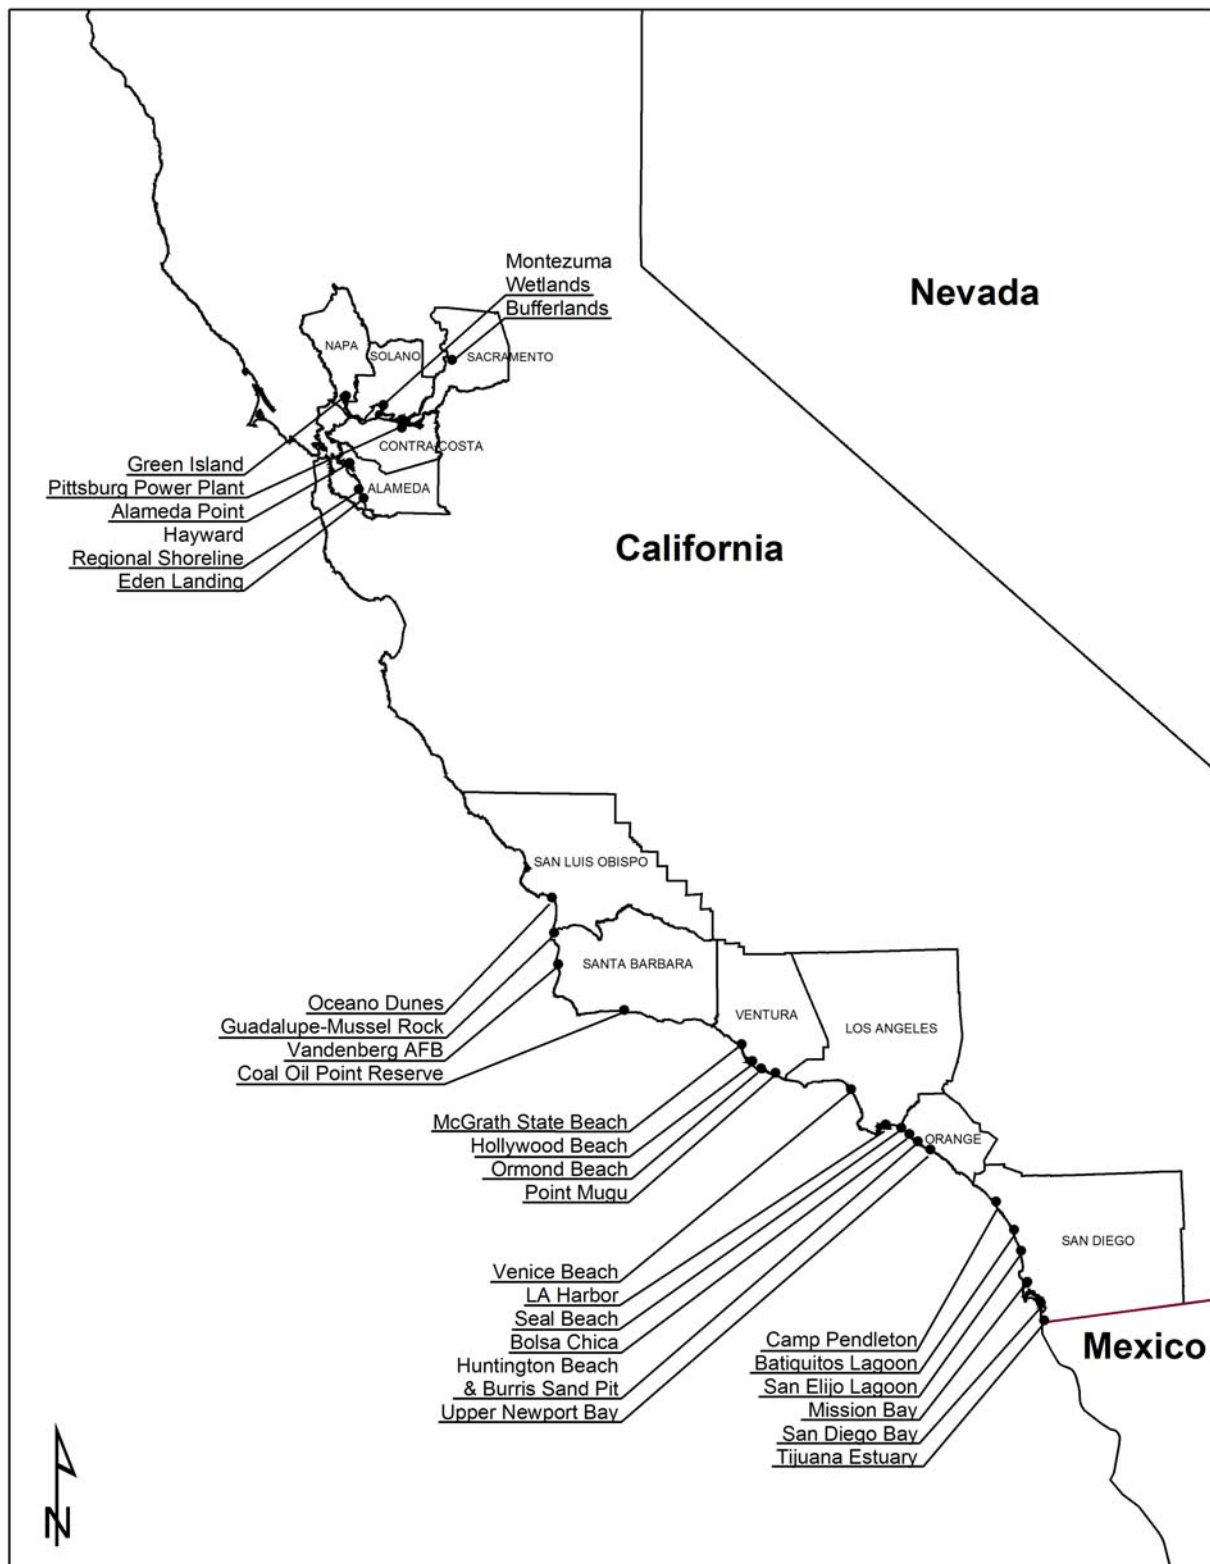 Montezuma
Wetlands
Bufferlands
Nevada
NAPA
SOLANO
SACRAMENTO
CONTRA COSTA
ALAMEDA
Green Island
Pittsburg Power Plant
Alameda Point
Hayward
Regional Shoreline
Eden Landing
California
SAN LUIS OBISPO
SANTA BARBARA
VENTURA
LOS ANGELES
Oceano Dunes
Guadalupe-Mussel Rock
Vandenberg AFB
Coal Oil Point Reserve
McGrath State Beach
Hollywood Beach
Ormond Beach
Point Mugu
ORANGE
SAN DIEGO
Venice Beach
LA Harbor
Seal Beach
Bolsa Chica
Huntington Beach
& Burris Sand Pit
Upper Newport Bay
Camp Pendleton
Batiquitos Lagoon
San Elijo Lagoon
Mission Bay
San Diego Bay
Tijuana Estuary
Mexico
N